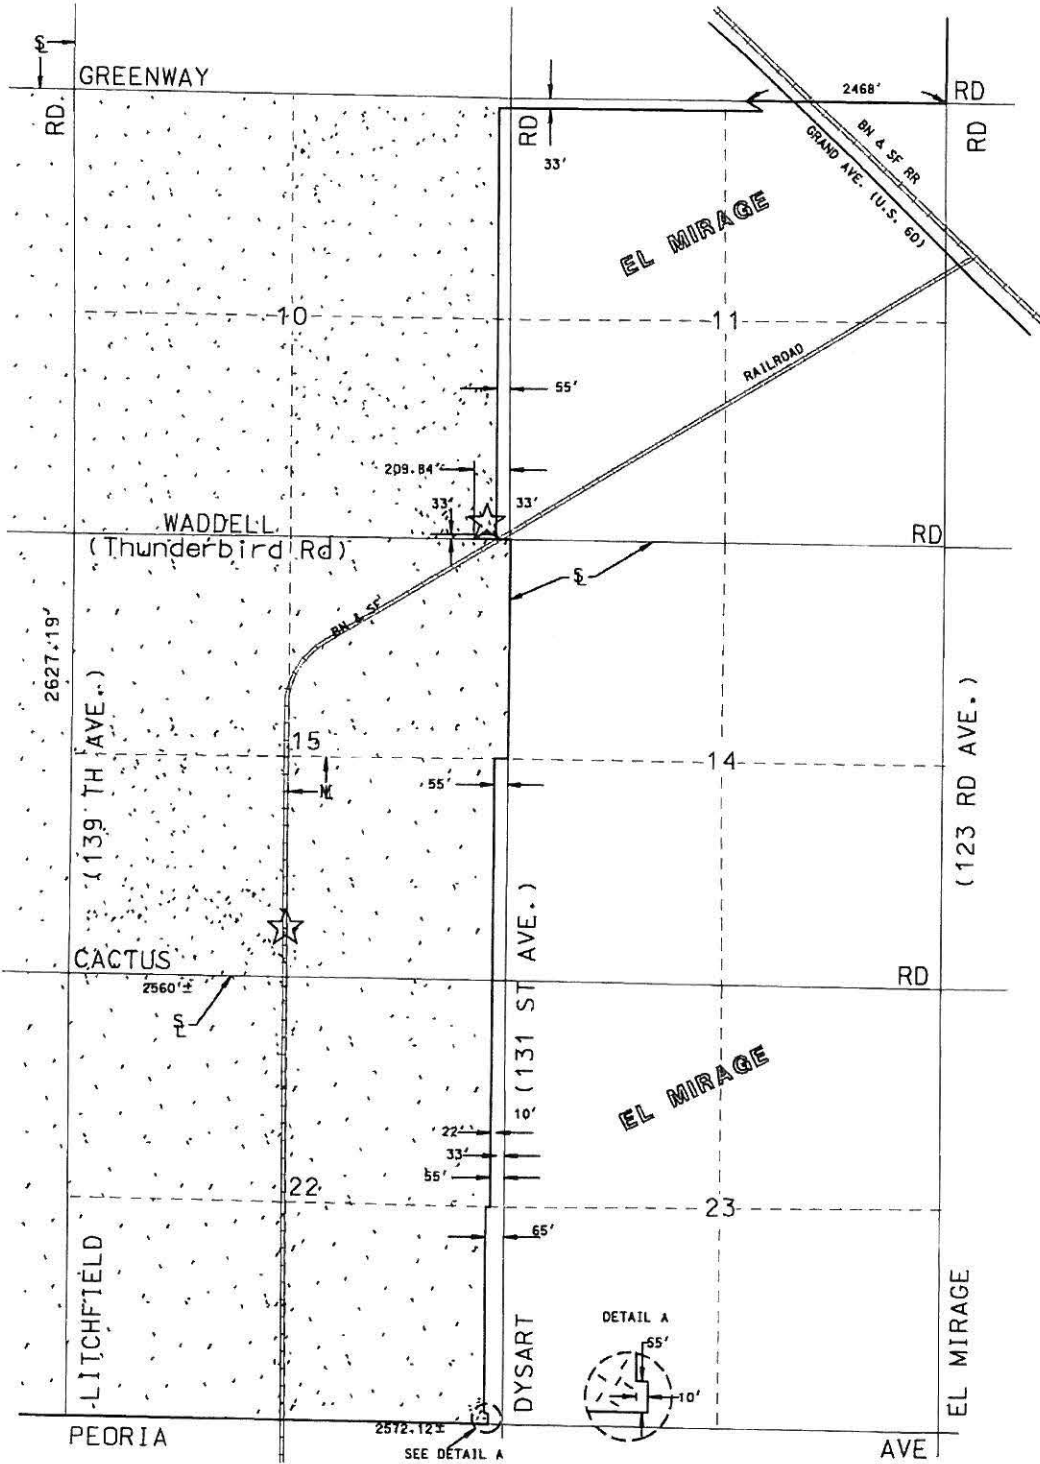 GREENWAY
RD
2468'
RD.
RD
RD
33'
BN & SF RR
GRAND AVE. (U.S. 60)
EL MIRAGE
10
11
RAILROAD
55'
209.84'
33'
33'
WADDELL
(Thunderbird Rd)
RD
BN & SF
2627.19'
(139 TH AVE.)
15
14
55'
(123 RD AVE.)
CACTUS
2560'±
RD
(131 ST AVE.)
EL MIRAGE
10'
22'
33'
55'
22
23
65'
LITCHFIELD
DYSART
DETAIL A
55'
10'
EL MIRAGE
PEORIA
2572.12±
SEE DETAIL A
AVE